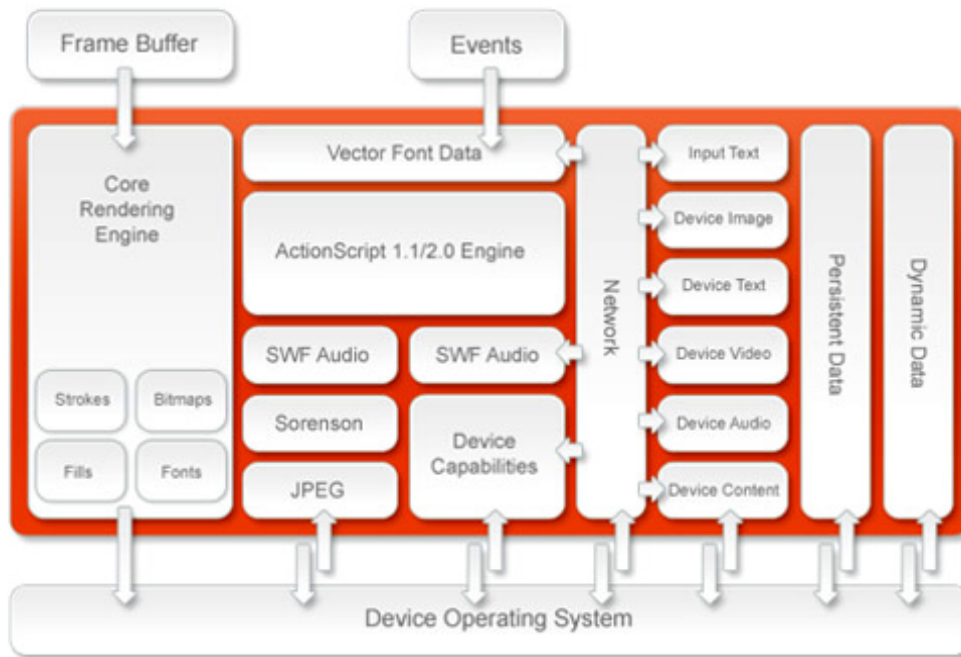 Frame Buffer
Events
Core
Rendering
Engine
Strokes
Bitmaps
Fills
Fonts
Vector Font Data
ActionScript 1.1/2.0 Engine
SWF Audio
SWF Audio
Sorenson
JPEG
Device
Capabilities
Network
Input Text
Device Image
Device Text
Device Video
Device Audio
Device Content
Persistent Data
Dynamic Data
Device Operating System